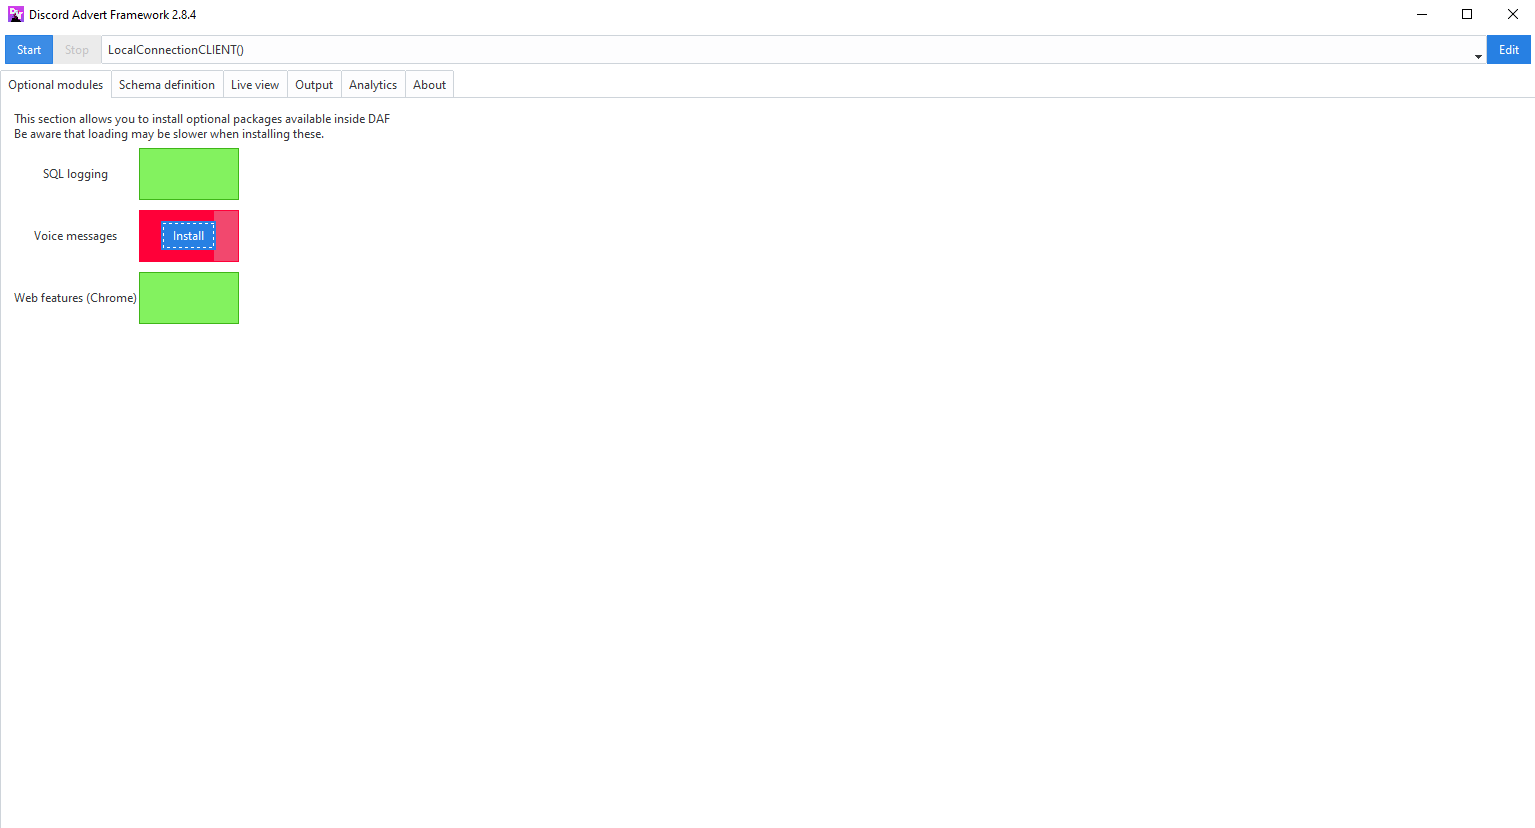 Discord Advert Framework 2.8.4
Start Stop LocalConnectionCLIENT() Edit
Optional modules Schema definition Live view Output Analytics About
This section allows you to install optional packages available inside DAF
Be aware that loading may be slower when installing these.
SQL logging
Voice messages Install
Web features (Chrome)